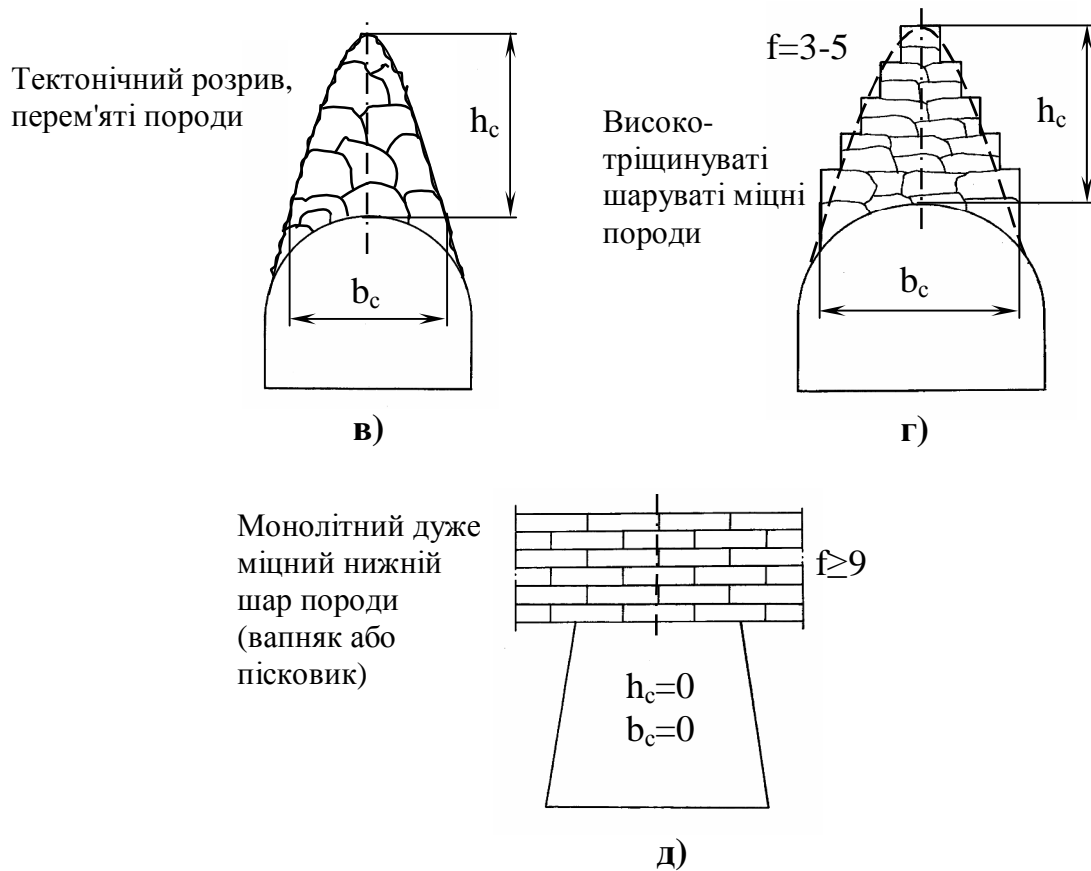 Тектонічний розрив,
перем'яті породи
h_c
b_c
в)
f=3-5
Високо-
тріщинуваті
шаруваті міцні
породи
h_c
b_c
г)
Монолітний дуже
міцний нижній
шар породи
(вапняк або
пісковик)
f≥9
h_c=0
b_c=0
д)